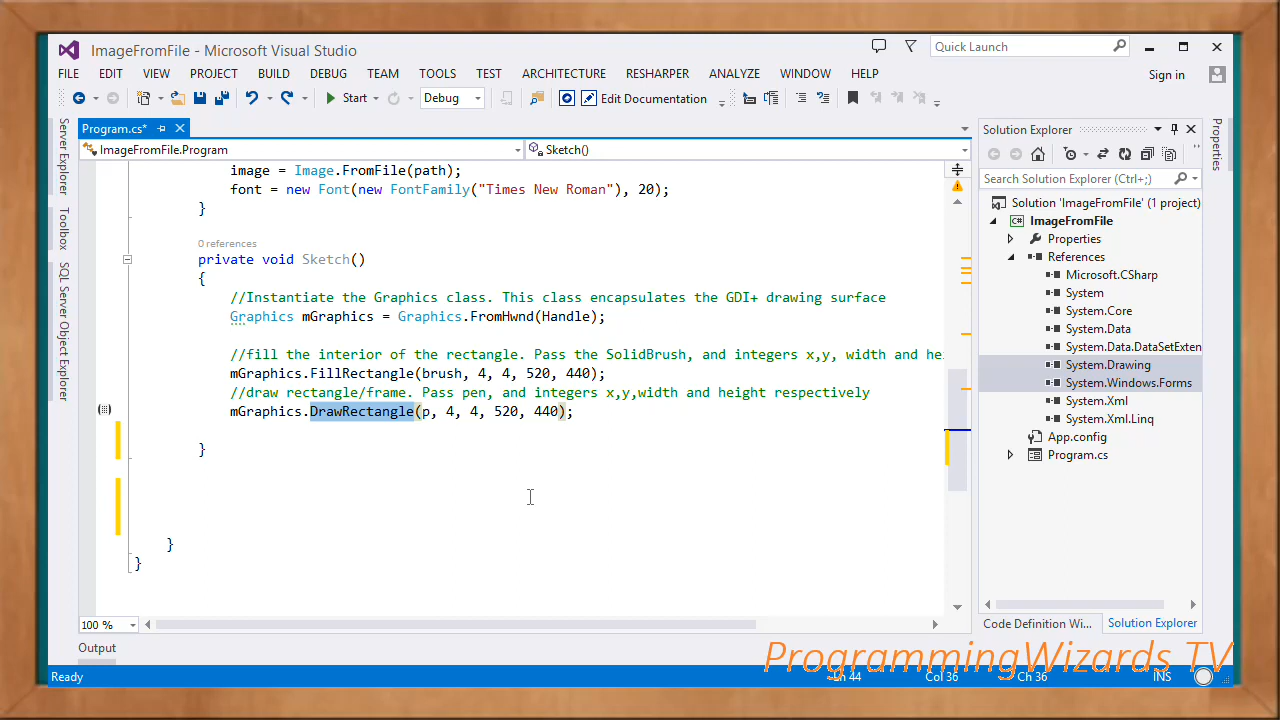 ImageFromFile - Microsoft Visual Studio
Quick Launch
FILE EDIT VIEW PROJECT BUILD DEBUG TEAM TOOLS TEST ARCHITECTURE RESHARPER ANALYZE WINDOW HELP
Sign in
Start Debug Edit Documentation
Server Explorer
Toolbox
SQL Server Object Explorer
Program.cs*
ImageFromFile.Program
Sketch()
image = Image.FromFile(path);
font = new Font(new FontFamily("Times New Roman"), 20);
}
0 references
private void Sketch()
{
//Instantiate the Graphics class. This class encapsulates the GDI+ drawing surface
Graphics mGraphics = Graphics.FromHwnd(Handle);
//fill the interior of the rectangle. Pass the SolidBrush, and integers x,y, width and hei
mGraphics.FillRectangle(brush, 4, 4, 520, 440);
//draw rectangle/frame. Pass pen, and integers x,y,width and height respectively
mGraphics.DrawRectangle(p, 4, 4, 520, 440);
}
}
}
100 %
Solution Explorer
Search Solution Explorer (Ctrl+;)
Solution 'ImageFromFile' (1 project)
C# ImageFromFile
Properties
References
Microsoft.CSharp
System
System.Core
System.Data
System.Data.DataSetExten
System.Drawing
System.Windows.Forms
System.Xml
System.Xml.Linq
App.config
C# Program.cs
Code Definition Wi...
Solution Explorer
Properties
Output
ProgrammingWizards TV
Ready
Ln 44 Col 36 Ch 36 INS